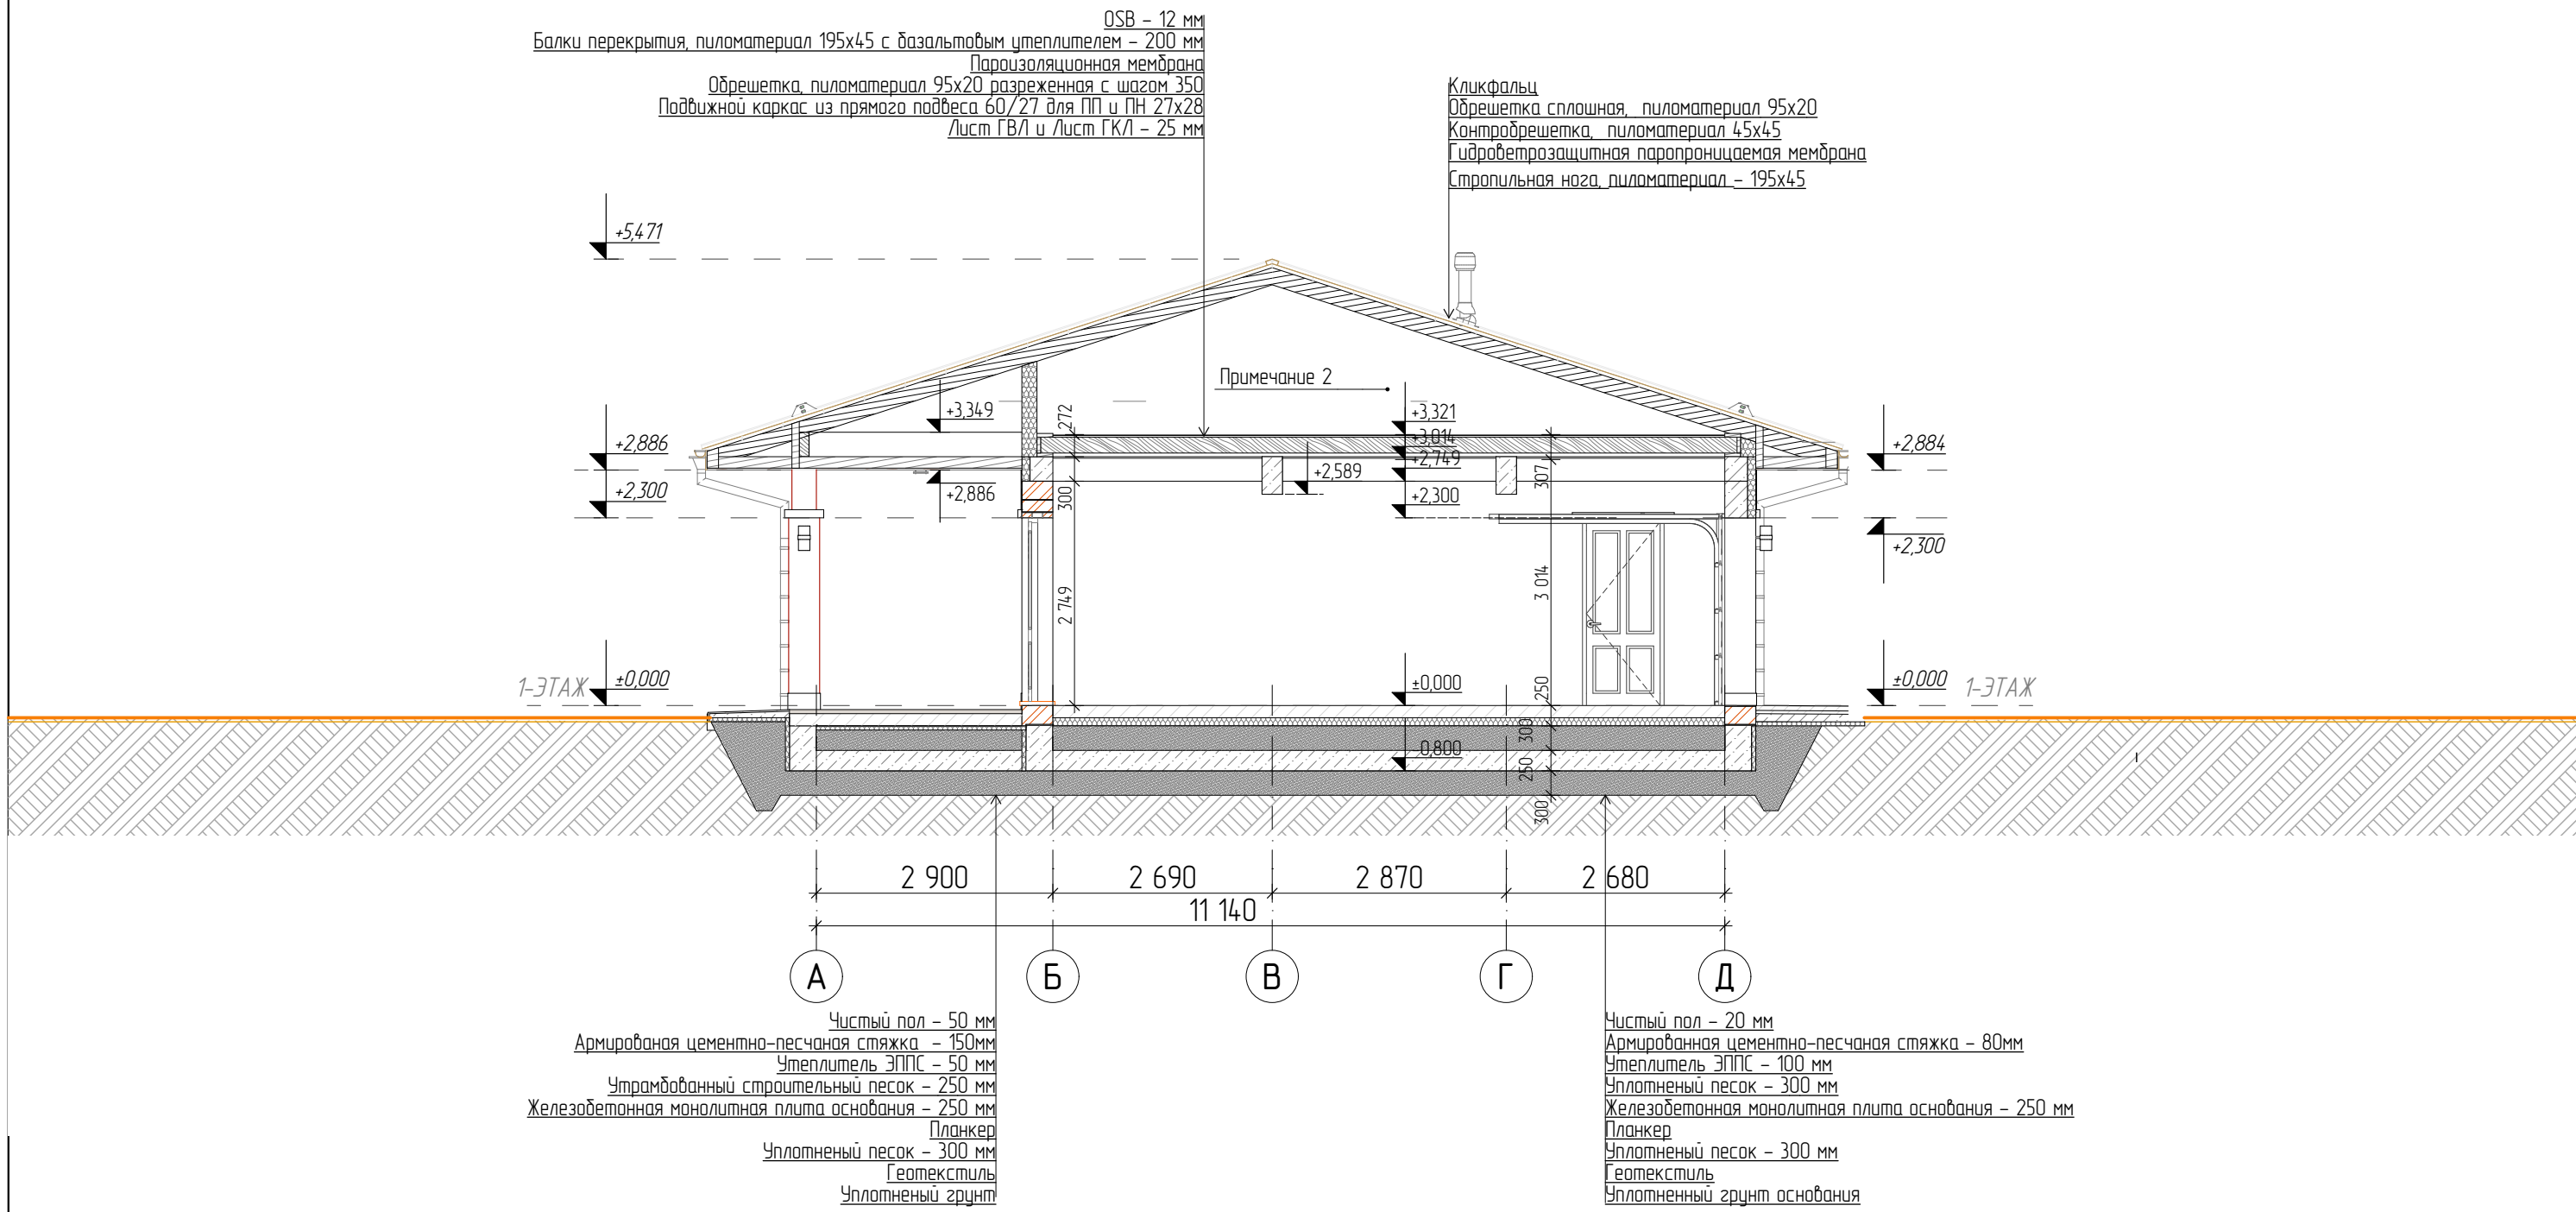 OSB – 12 мм
Балки перекрытия, пиломатериал 195х45 с базальтовым утеплителем – 200 мм
Пароизоляционная мембрана
Обрешетка, пиломатериал 95х20 разреженная с шагом 350
Подвижной каркас из прямого подвеса 60/27 для ПП и ПН 27х28
Лист ГВЛ и Лист ГКЛ – 25 мм
Кликфальц
Обрешетка сплошная, пиломатериал 95х20
Контробрешетка, пиломатериал 45х45
Гидроветрозащитная паропроницаемая мембрана
Стропильная нога, пиломатериал – 195х45
+5,471
Примечание 2
+3,349
272
+3,321
+2,886
+3,014
+2,884
+2,749
+2,589
307
+2,300
+2,886
300
+2,300
+2,300
2 749
3 014
1-ЭТАЖ
±0,000
±0,000
250
±0,000
1-ЭТАЖ
300
-0,800
250
300
2 900
2 690
2 870
2 680
11 140
А
Б
В
Г
Д
Чистый пол – 50 мм
Армированая цементно-песчаная стяжка – 150мм
Утеплитель ЭППС – 50 мм
Утрамбованный строительный песок – 250 мм
Железобетонная монолитная плита основания – 250 мм
Планкер
Уплотненый песок – 300 мм
Геотекстиль
Уплотненый грунт
Чистый пол – 20 мм
Армированная цементно-песчаная стяжка – 80мм
Утеплитель ЭППС – 100 мм
Уплотненый песок – 300 мм
Железобетонная монолитная плита основания – 250 мм
Планкер
Уплотненый песок – 300 мм
Геотекстиль
Уплотненный грунт основания